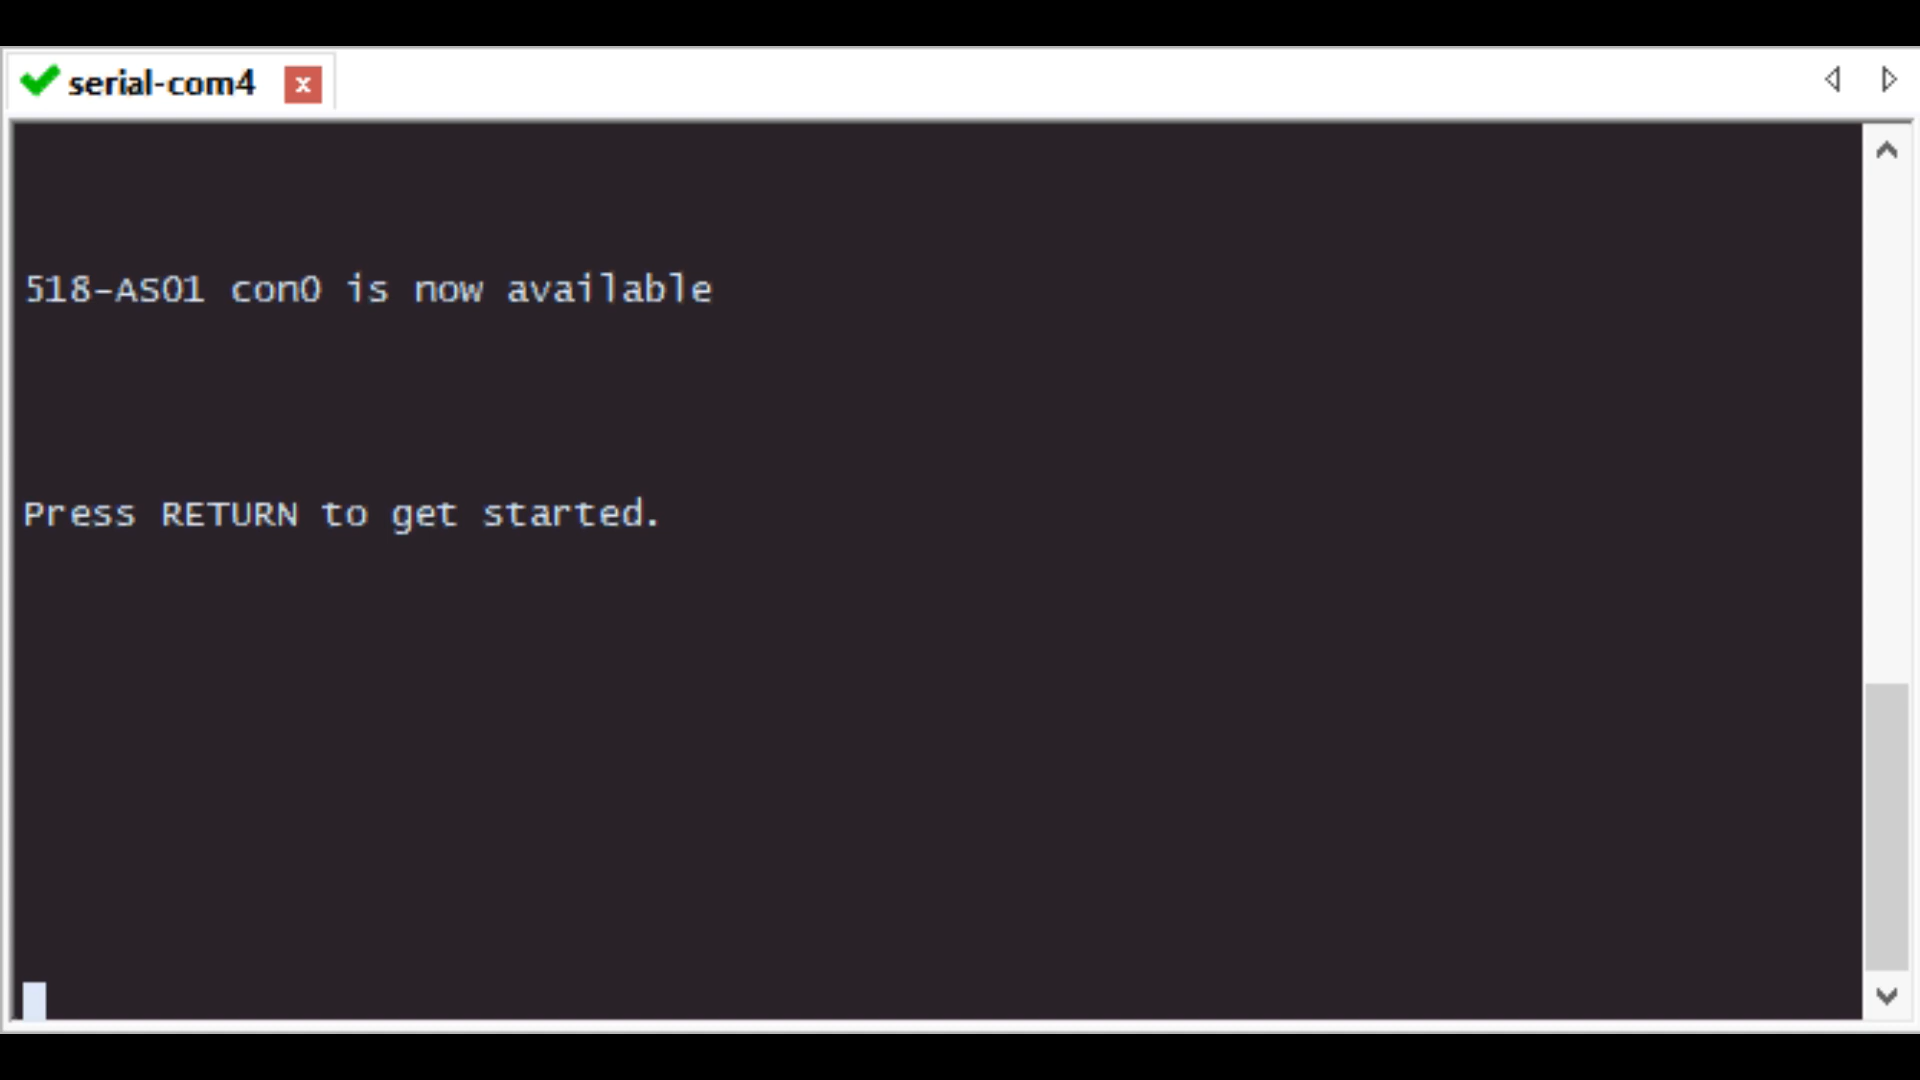 serial-com4
518-AS01 con0 is now available
Press RETURN to get started.